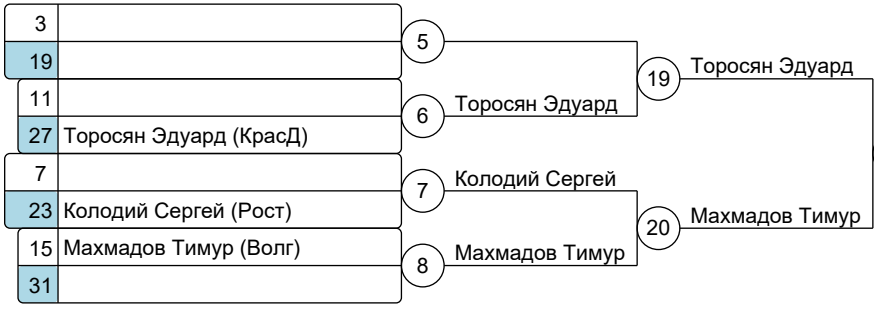 3
5
19
Торосян Эдуард
19
11
6
Торосян Эдуард
27 Торосян Эдуард (КрасД)
7
7
Колодий Сергей
23 Колодий Сергей (Рост)
20
Махмадов Тимур
15 Махмадов Тимур (Волг)
8
Махмадов Тимур
31